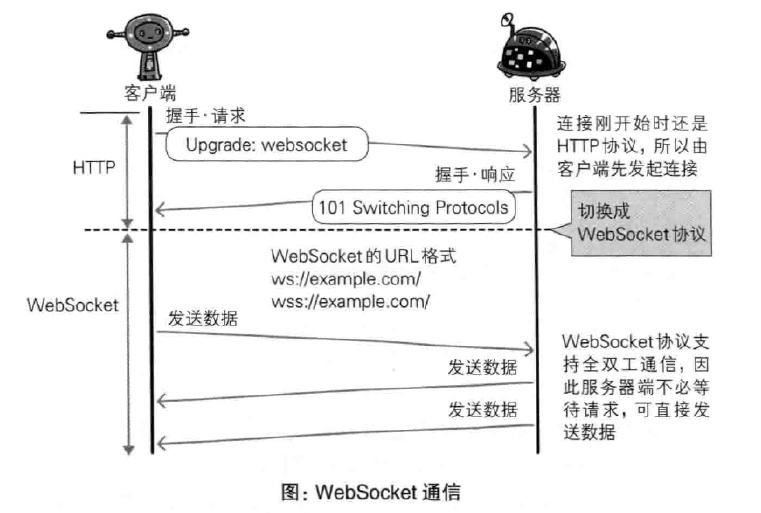 客户端
服务器
握手·请求
Upgrade: websocket
连接刚开始时还是
HTTP协议，所以由
客户端先发起连接
HTTP
握手·响应
101 Switching Protocols
切换成
WebSocket协议
WebSocket的URL格式
ws://example.com/
wss://example.com/
WebSocket
发送数据
发送数据
发送数据
WebSocket协议支
持全双工通信，因
此服务器端不必等
待请求，可直接发
送数据
图：WebSocket 通信